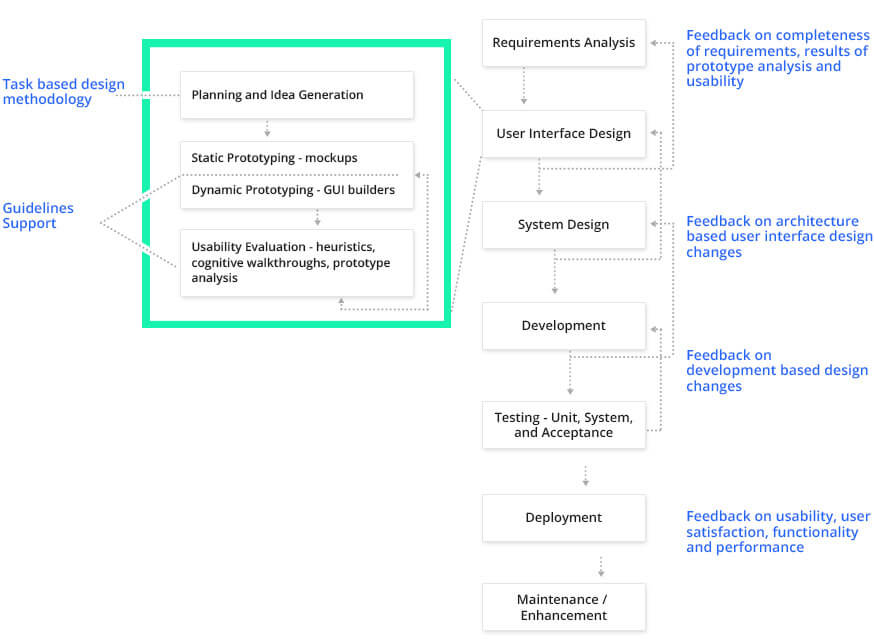 Task based design
methodology
Guidelines
Support
Planning and Idea Generation
Static Prototyping - mockups
Dynamic Prototyping - GUI builders
Usability Evaluation - heuristics,
cognitive walkthroughs, prototype
analysis
Requirements Analysis
User Interface Design
System Design
Development
Testing - Unit, System,
and Acceptance
Deployment
Maintenance /
Enhancement
Feedback on completeness
of requirements, results of
prototype analysis and
usability
Feedback on architecture
based user interface design
changes
Feedback on
development based design
changes
Feedback on usability, user
satisfaction, functionality
and performance